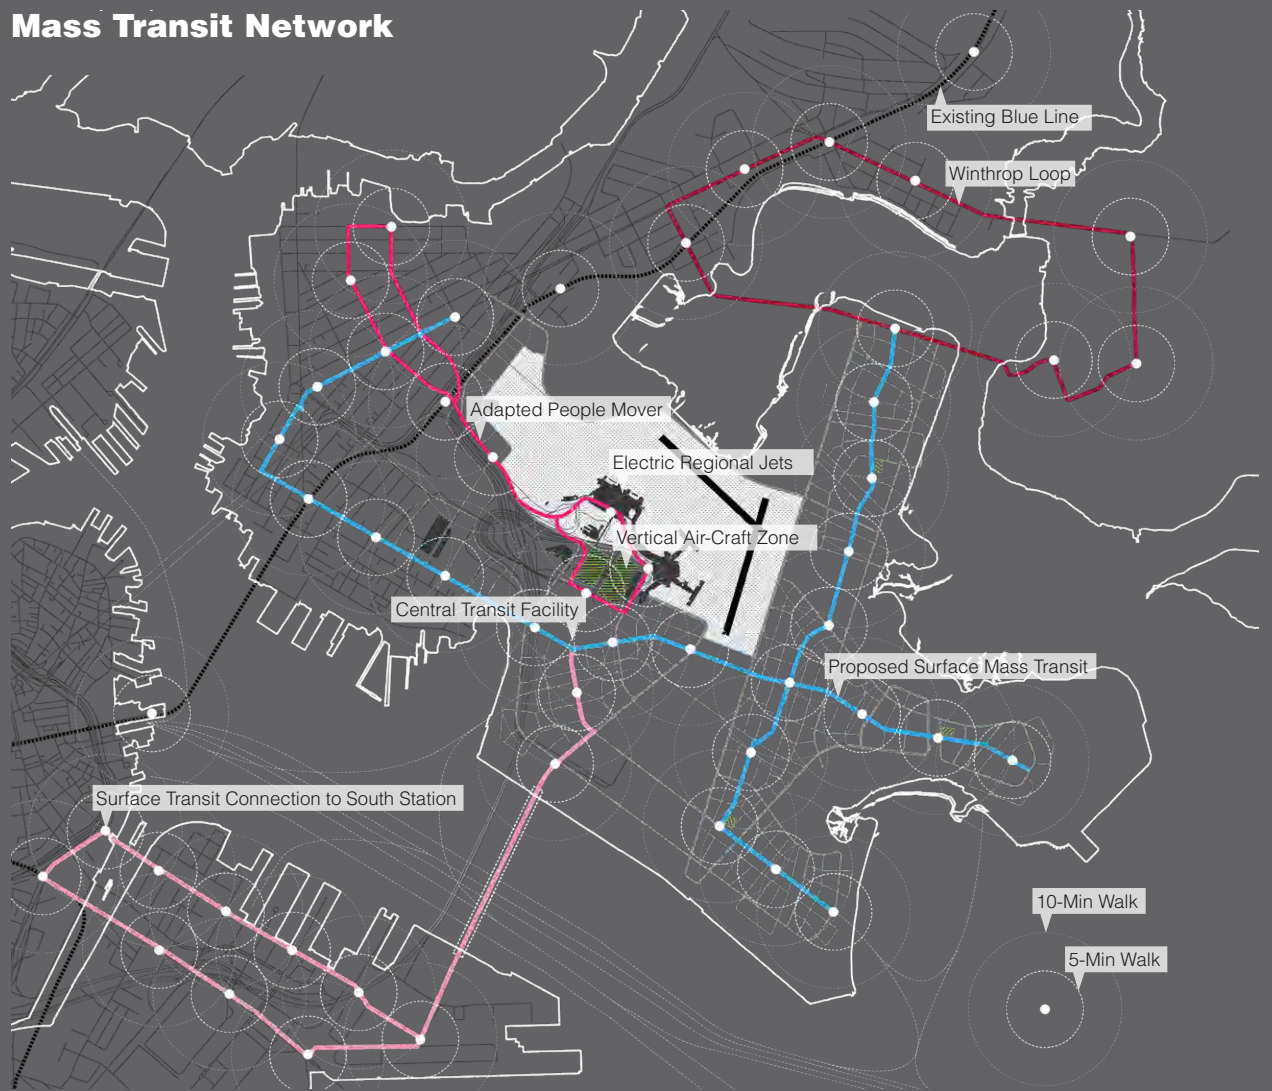 Mass Transit Network
Existing Blue Line
Winthrop Loop
Adapted People Mover
Electric Regional Jets
Vertical Air-Craft Zone
Central Transit Facility
Proposed Surface Mass Transit
Surface Transit Connection to South Station
10-Min Walk
5-Min Walk